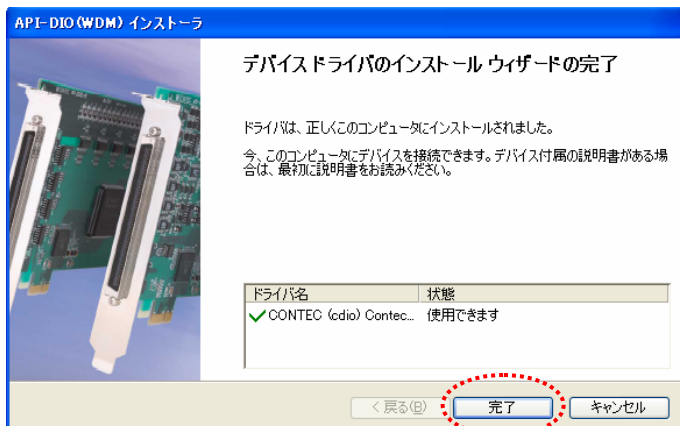 API-DIO(WDM) インストーラ
デバイス ドライバのインストール ウィザードの完了
ドライバは、正しくこのコンピュータにインストールされました。
今、このコンピュータにデバイスを接続できます。デバイス付属の説明書がある場
合は、最初に説明書をお読みください。
ドライバ名 状態
CONTEC (cdio) Contec... 使用できます
< 戻る(B) 完了 キャンセル